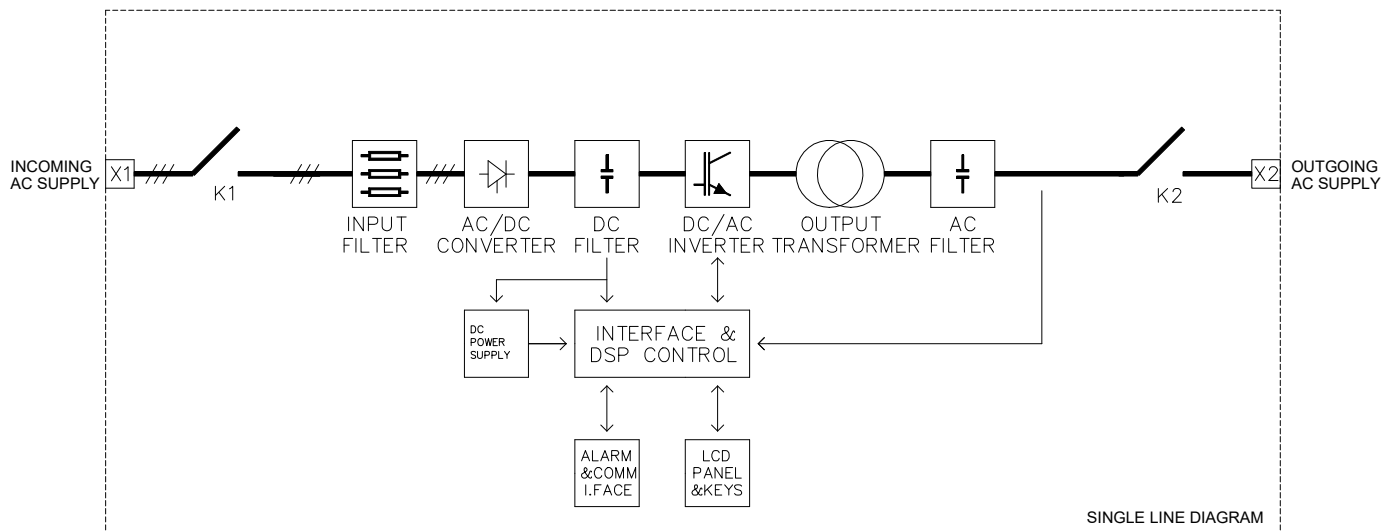 INCOMING
AC SUPPLY
X1
K1
INPUT
FILTER
AC/DC
CONVERTER
DC
FILTER
DC/AC
INVERTER
OUTPUT
TRANSFORMER
AC
FILTER
K2
X2
OUTGOING
AC SUPPLY
DC
POWER
SUPPLY
INTERFACE &
DSP CONTROL
ALARM
&COMM
I.FACE
LCD
PANEL
&KEYS
SINGLE LINE DIAGRAM